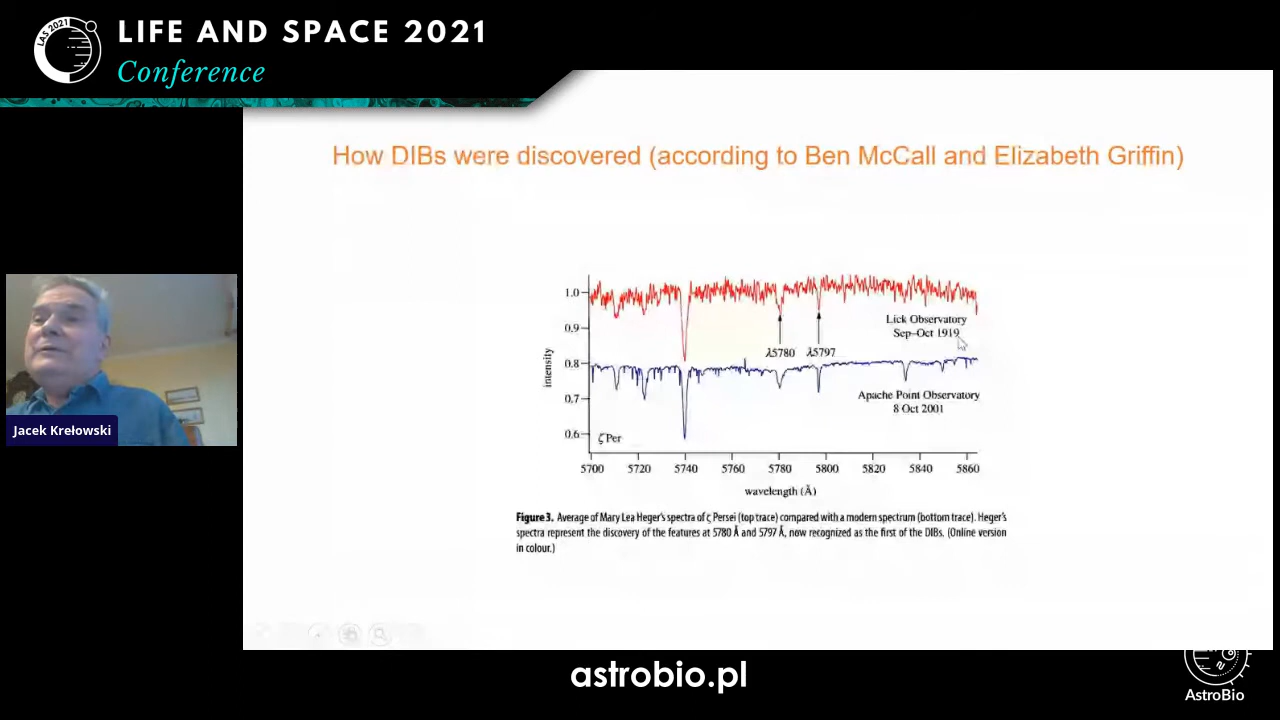 LAS 2021
LIFE AND SPACE 2021
Conference
How DIBs were discovered (according to Ben McCall and Elizabeth Griffin)
1.0
0.9
0.8
0.7
0.6
intensity
Lick Observatory
Sep–Oct 1919
λ5780 λ5797
Apache Point Observatory
8 Oct 2001
ζ Per
5700 5720 5740 5760 5780 5800 5820 5840 5860
wavelength (Å)
Figure 3. Average of Mary Lea Heger's spectra of ζ Persei (top trace) compared with a modern spectrum (bottom trace). Heger's
spectra represent the discovery of the features at 5780 Å and 5797 Å, now recognized as the first of the DIBs. (Online version
in colour.)
Jacek Krełowski
astrobio.pl
AstroBio